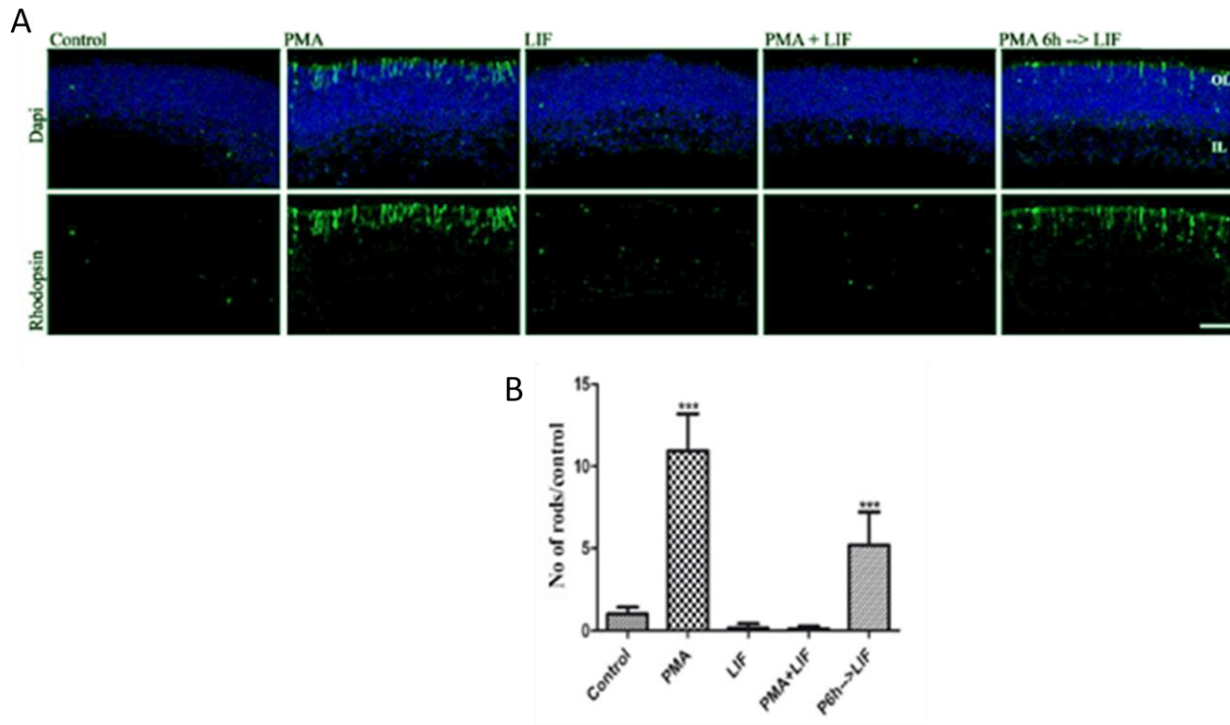 A
Control PMA LIF PMA + LIF PMA 6h --> LIF
Dapi
OL
IL
Rhodopsin
B
No of rods/control
15
***
10
***
5
0
Control PMA LIF PMA+LIF P6h-->LIF